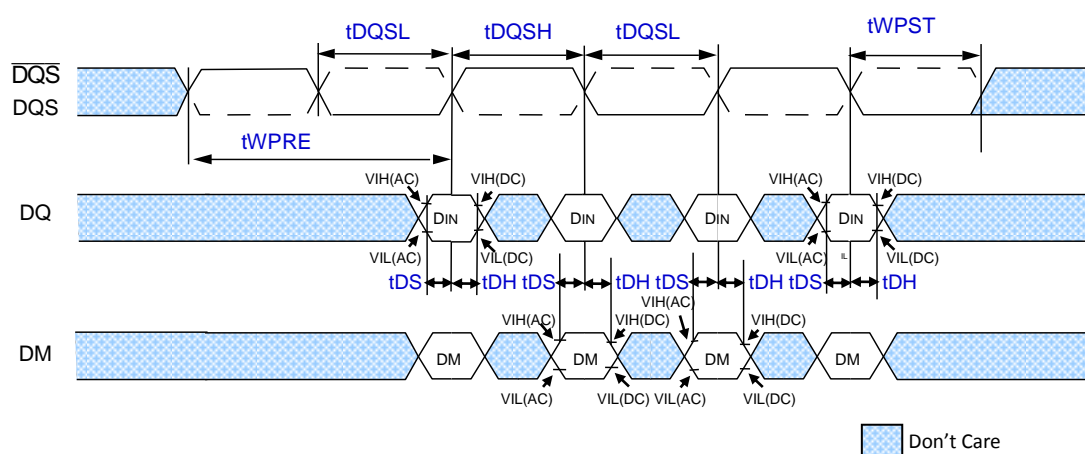 tDQSL tDQSH tDQSL tWPST
DQS
DQS
tWPRE
VIH(AC) VIH(DC) VIH(AC) VIH(DC)
DQ DIN DIN DIN DIN
VIL(AC) VIL(DC) VIL(AC) IL VIL(DC)
tDS tDH tDS tDH tDS tDH tDS tDH
VIH(AC) VIH(DC) VIH(AC) VIH(DC)
DM DM DM DM DM
VIL(AC) VIL(DC) VIL(AC) VIL(DC)
Don't Care